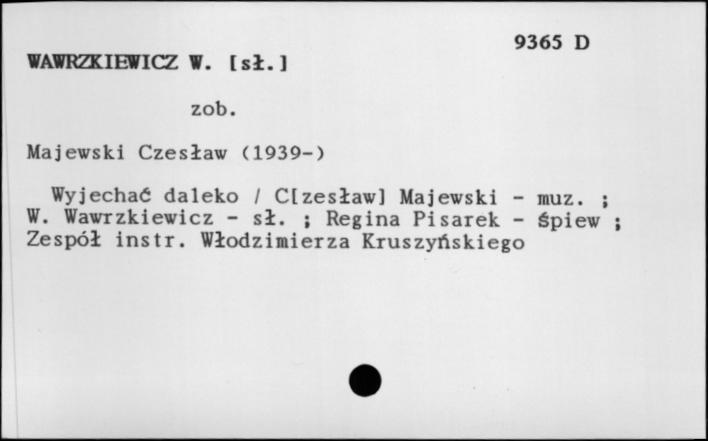 9365 D
WAWRZKIEWICZ W. [sł.]
zob.
Majewski Czesław (1939-)
Wyjechać daleko / C[zesław] Majewski - muz. ;
W. Wawrzkiewicz - sł. ; Regina Pisarek - śpiew ;
Zespół instr. Włodzimierza Kruszyńskiego